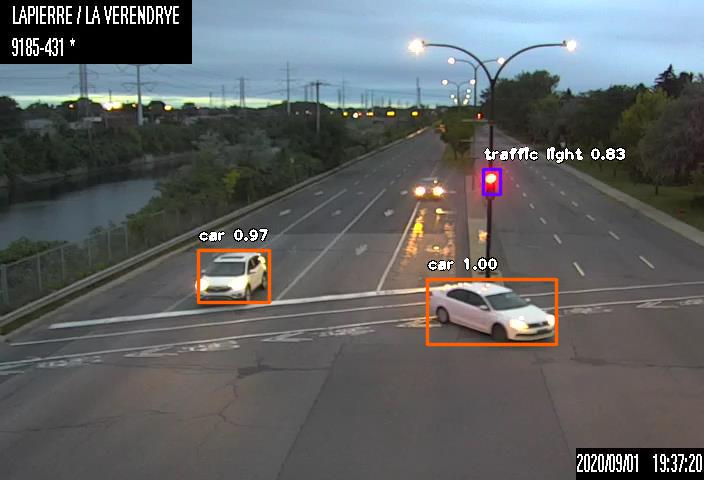 LAPIERRE / LA VERENDRYE
9185-431 *
traffic light 0.83
car 0.97
car 1.00
2020/09/01 19:37:20